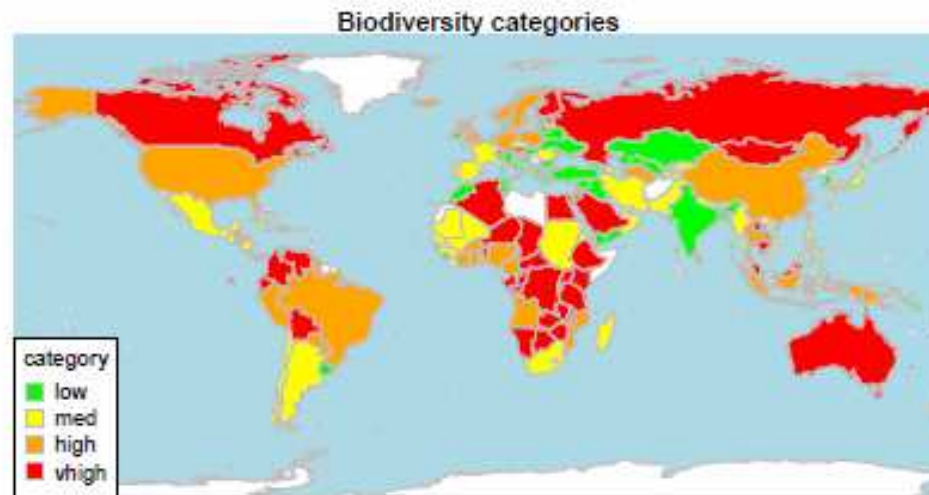 Biodiversity categories
category
low
med
high
vhigh